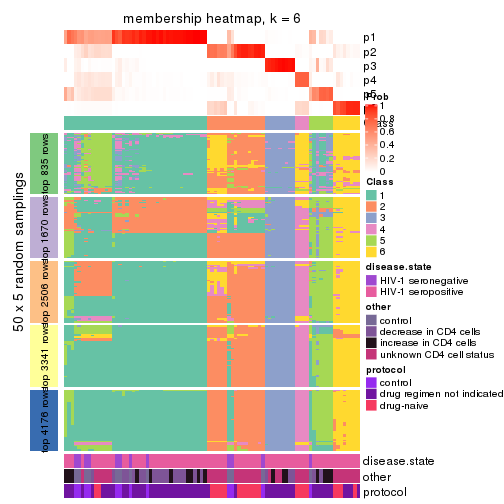 membership heatmap, k = 6
p1
p2
p3
p4
p5
p6
Prob
1
0.8
0.6
0.4
0.2
0
Class
Class
1
2
3
4
5
6
50 x 5 random samplings
top 835 rows
top 1670 rows
top 2506 rows
top 3341 rows
top 4176 rows
disease.state
HIV-1 seronegative
HIV-1 seropositive
other
control
decrease in CD4 cells
increase in CD4 cells
unknown CD4 cell status
protocol
control
drug regimen not indicated
drug-naive
disease.state
other
protocol